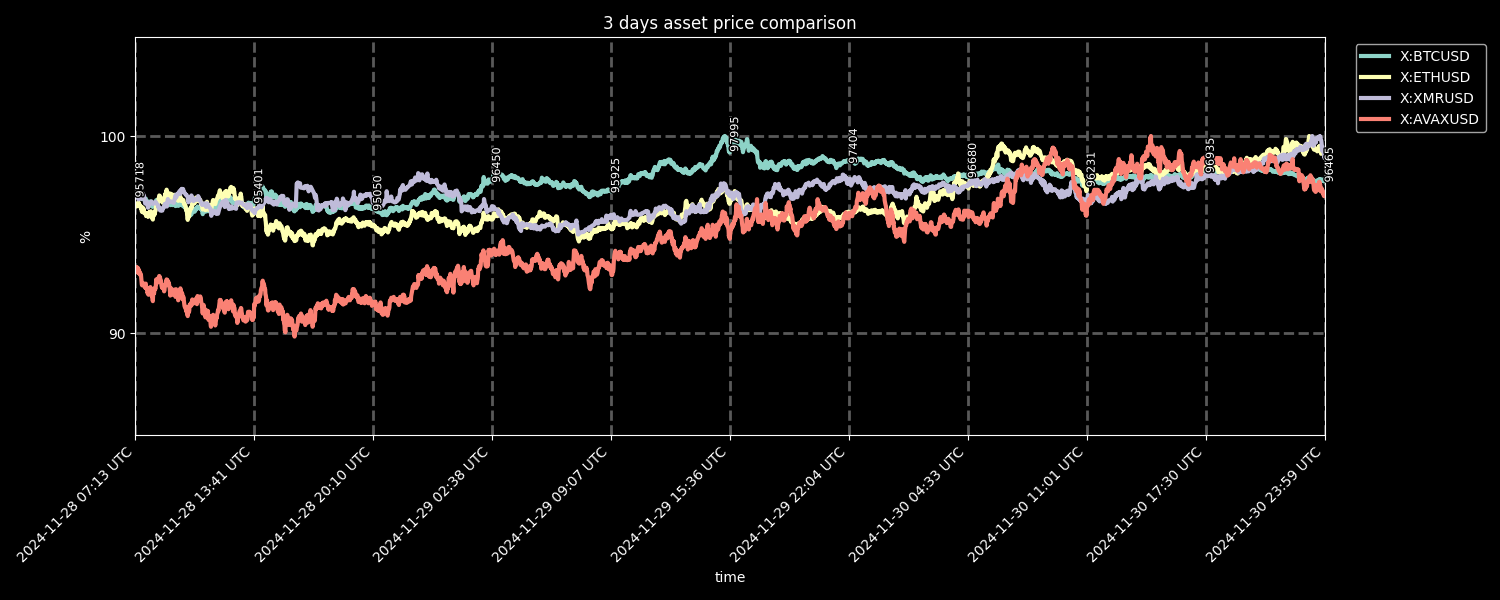 3 days asset price comparison
X:BTCUSD
X:ETHUSD
X:XMRUSD
X:AVAXUSD
100
90
%
95718
95401
95050
96450
95925
97995
97404
96680
96231
96935
96465
2024-11-28 07:13 UTC
2024-11-28 13:41 UTC
2024-11-28 20:10 UTC
2024-11-29 02:38 UTC
2024-11-29 09:07 UTC
2024-11-29 15:36 UTC
2024-11-29 22:04 UTC
2024-11-30 04:33 UTC
2024-11-30 11:01 UTC
2024-11-30 17:30 UTC
2024-11-30 23:59 UTC
time